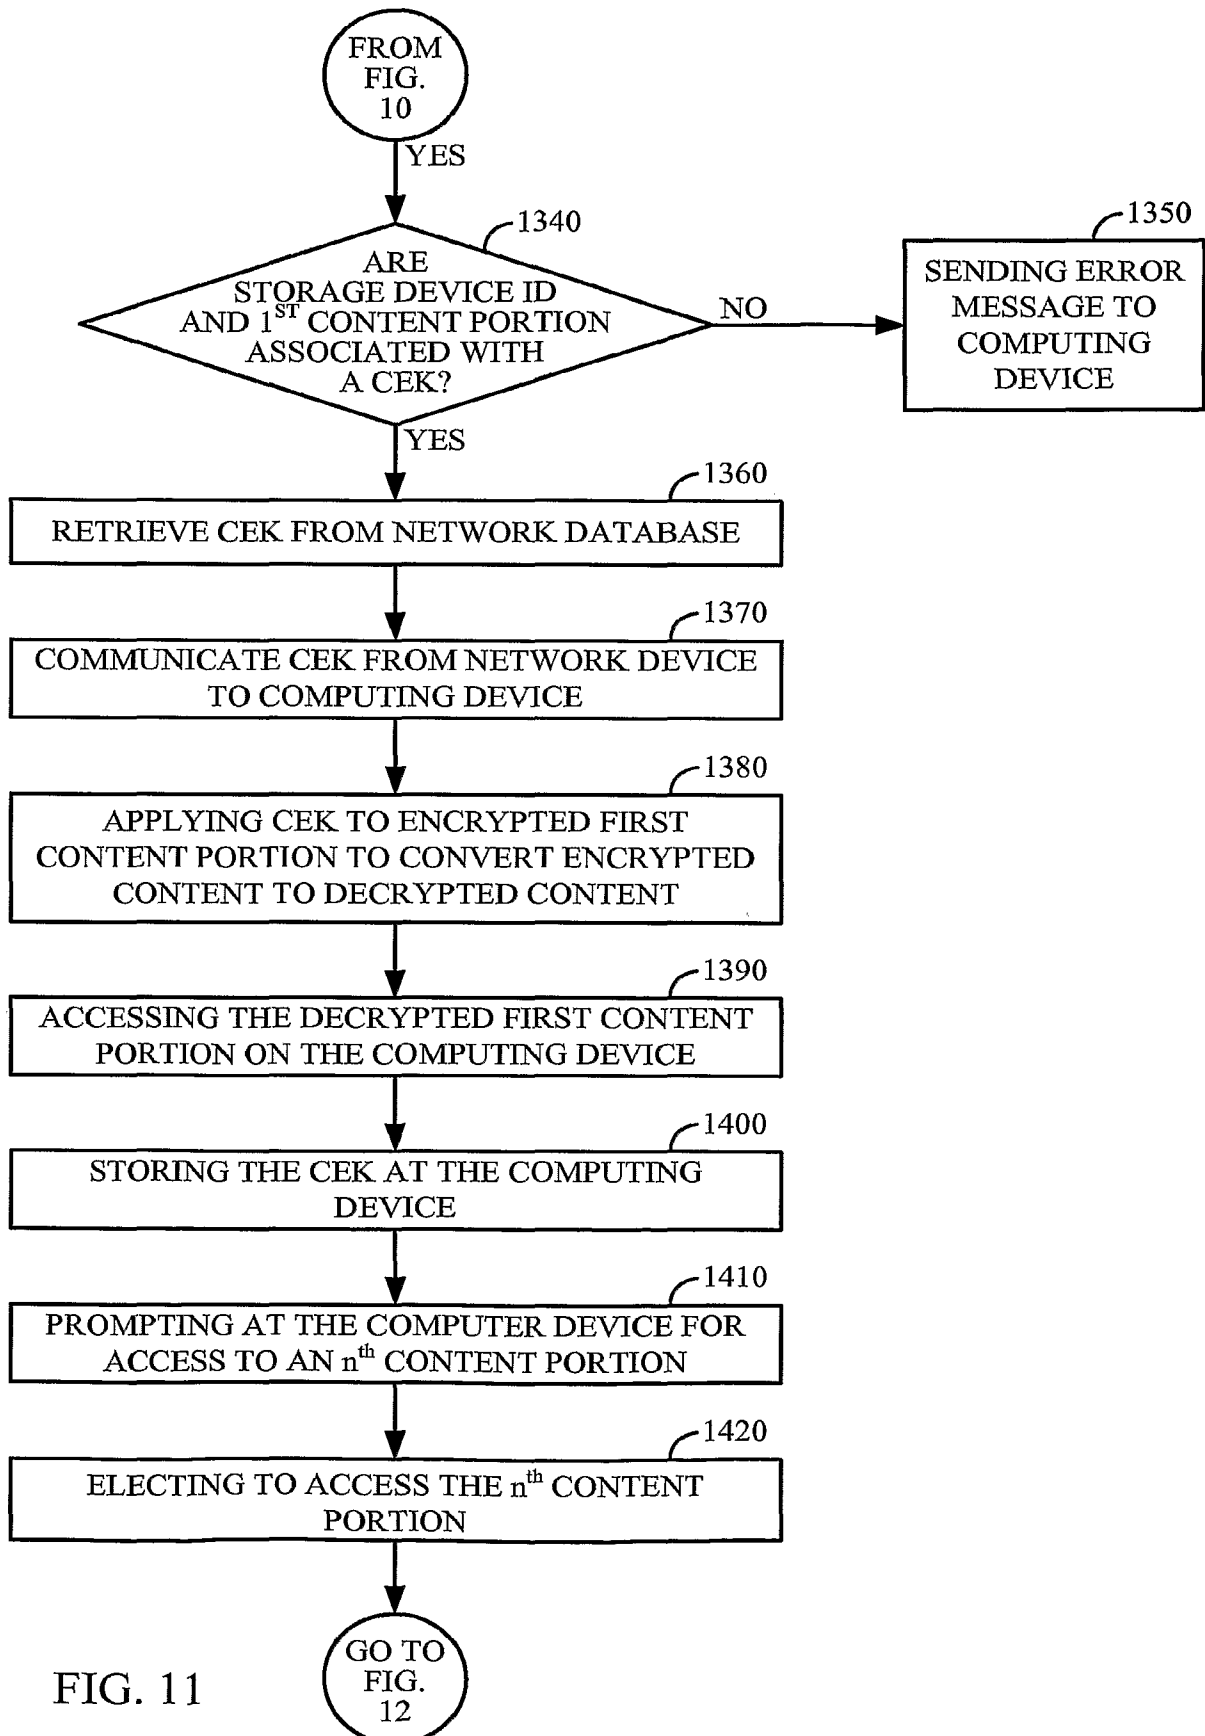 FROM
FIG.
10
YES
1340
ARE
STORAGE DEVICE ID
AND 1ST CONTENT PORTION
ASSOCIATED WITH
A CEK?
NO
1350
SENDING ERROR
MESSAGE TO
COMPUTING
DEVICE
YES
1360
RETRIEVE CEK FROM NETWORK DATABASE
1370
COMMUNICATE CEK FROM NETWORK DEVICE
TO COMPUTING DEVICE
1380
APPLYING CEK TO ENCRYPTED FIRST
CONTENT PORTION TO CONVERT ENCRYPTED
CONTENT TO DECRYPTED CONTENT
1390
ACCESSING THE DECRYPTED FIRST CONTENT
PORTION ON THE COMPUTING DEVICE
1400
STORING THE CEK AT THE COMPUTING
DEVICE
1410
PROMPTING AT THE COMPUTER DEVICE FOR
ACCESS TO AN nth CONTENT PORTION
1420
ELECTING TO ACCESS THE nth CONTENT
PORTION
GO TO
FIG.
12
FIG. 11